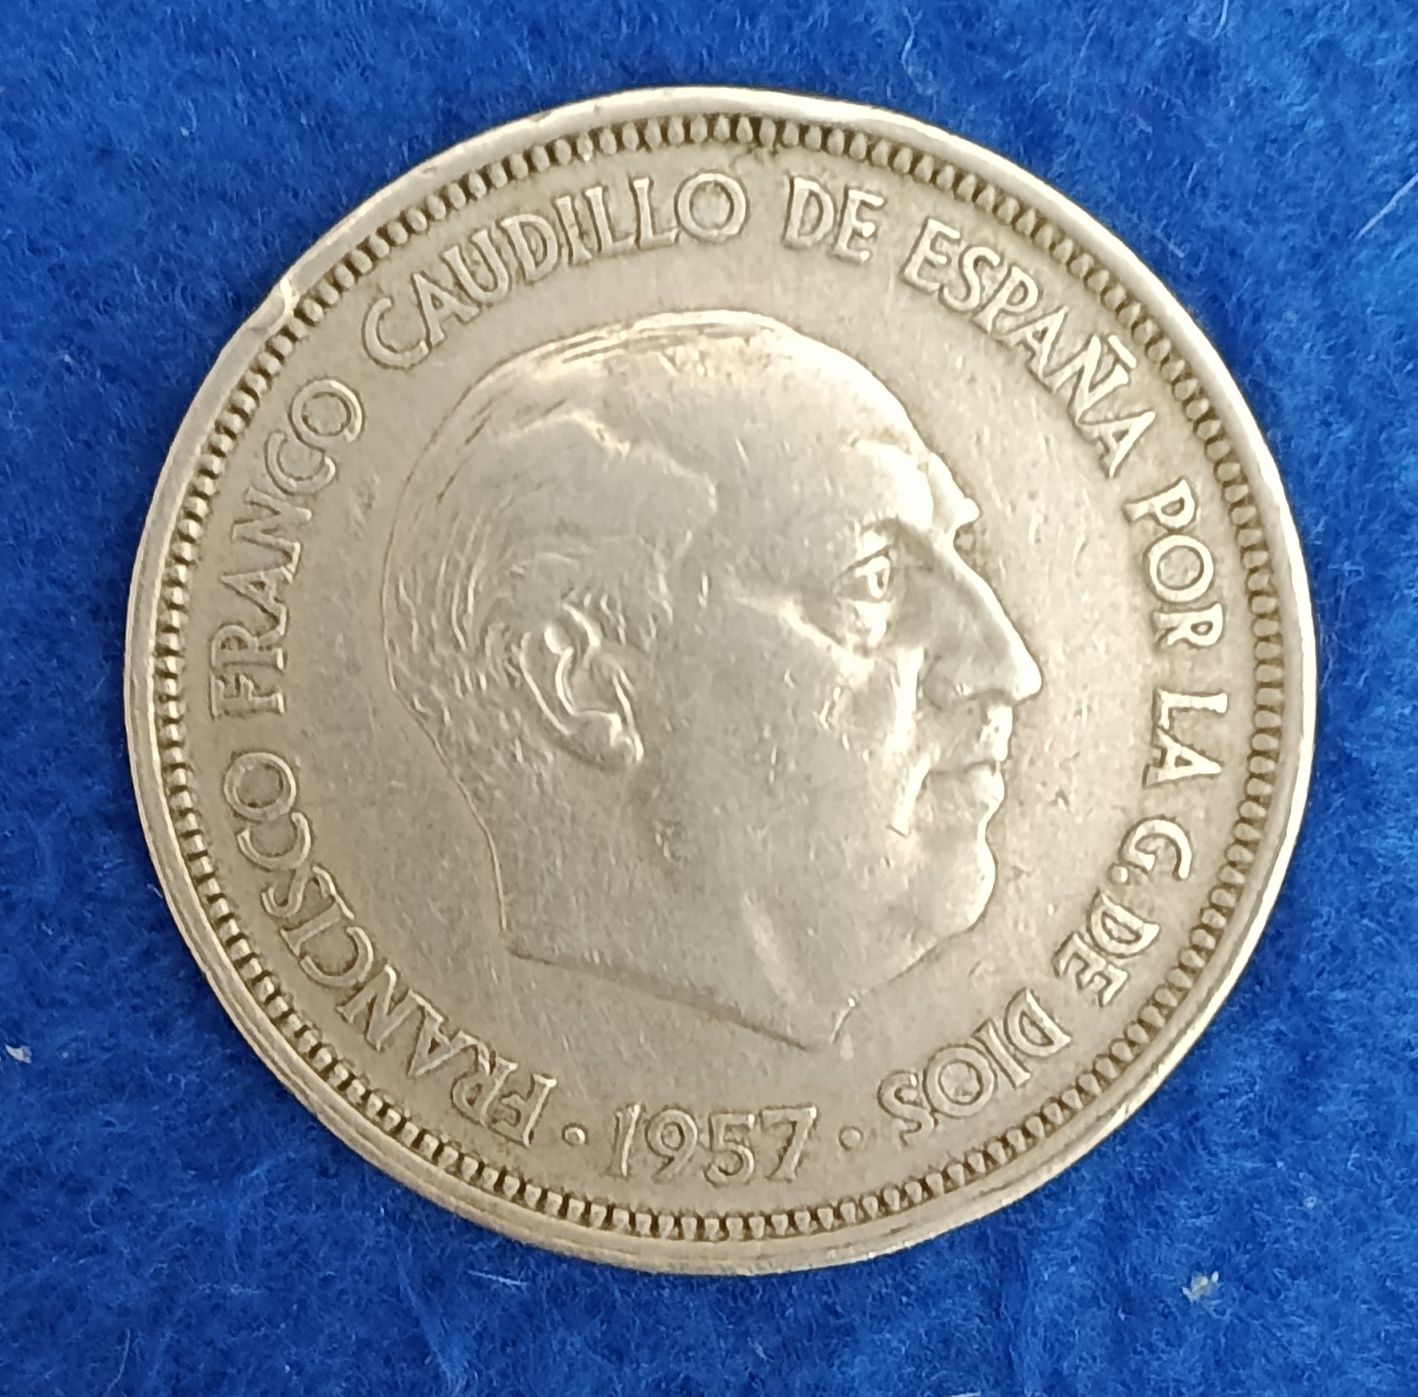 FRANCISCO FRANCO CAUDILLO DE ESPAÑA POR LA G. DE DIOS
· 1957 ·